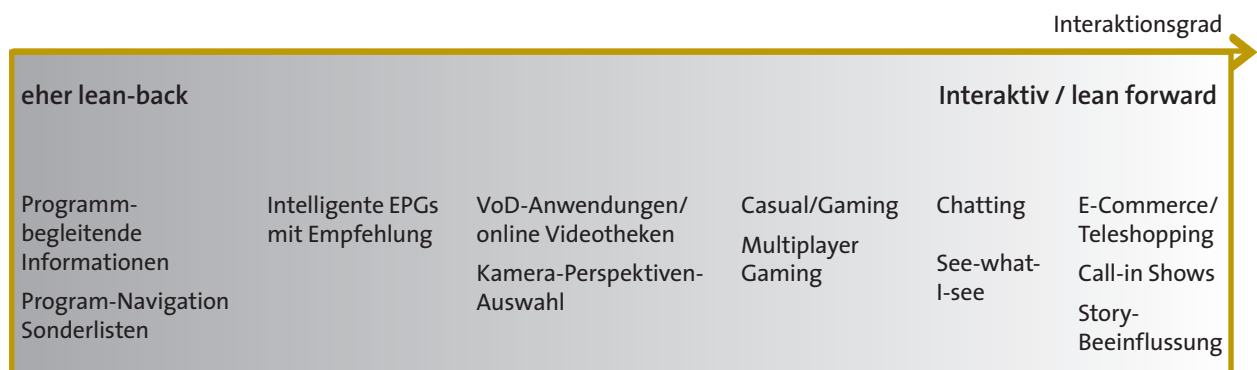 Interaktionsgrad
eher lean-back
Interaktiv / lean forward
Programm-
begleitende
Informationen
Program-Navigation
Sonderlisten
Intelligente EPGs
mit Empfehlung
VoD-Anwendungen/
online Videotheken
Kamera-Perspektiven-
Auswahl
Casual/Gaming
Multiplayer
Gaming
Chatting
See-what-
I-see
E-Commerce/
Teleshopping
Call-in Shows
Story-
Beeinflussung